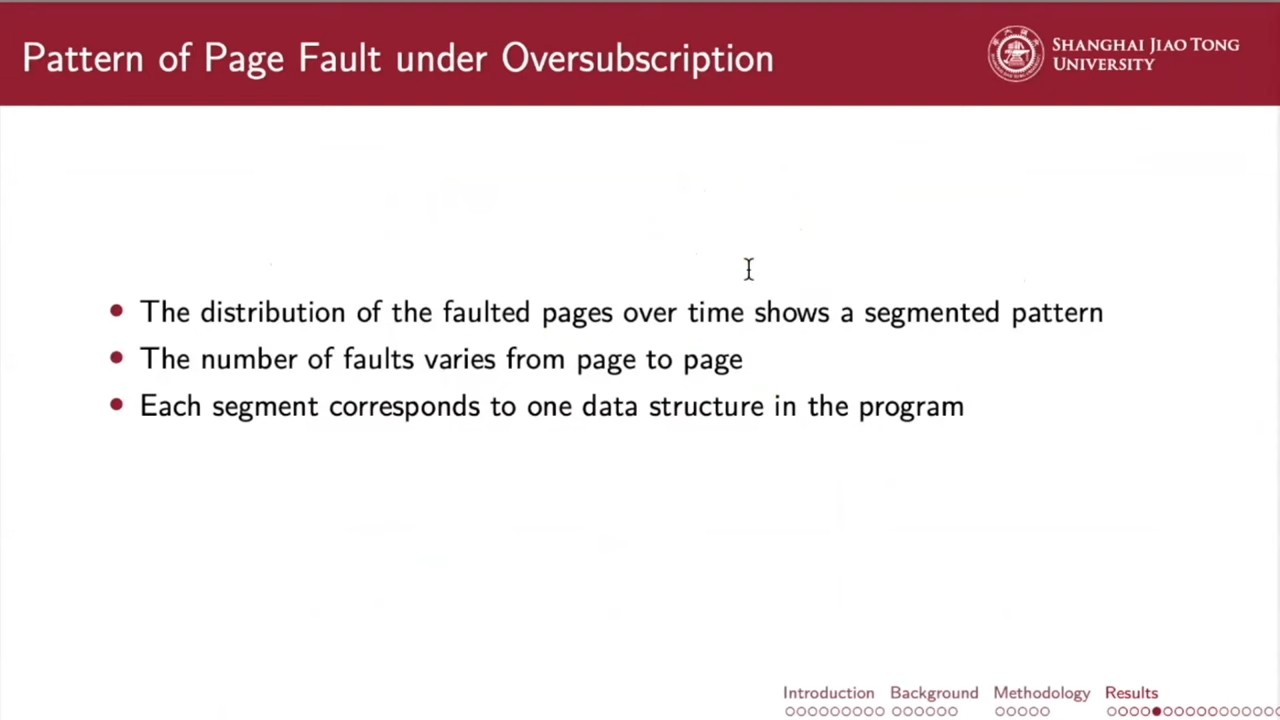 Pattern of Page Fault under Oversubscription
SHANGHAI JIAO TONG
UNIVERSITY
The distribution of the faulted pages over time shows a segmented pattern
The number of faults varies from page to page
Each segment corresponds to one data structure in the program
Introduction Background Methodology Results